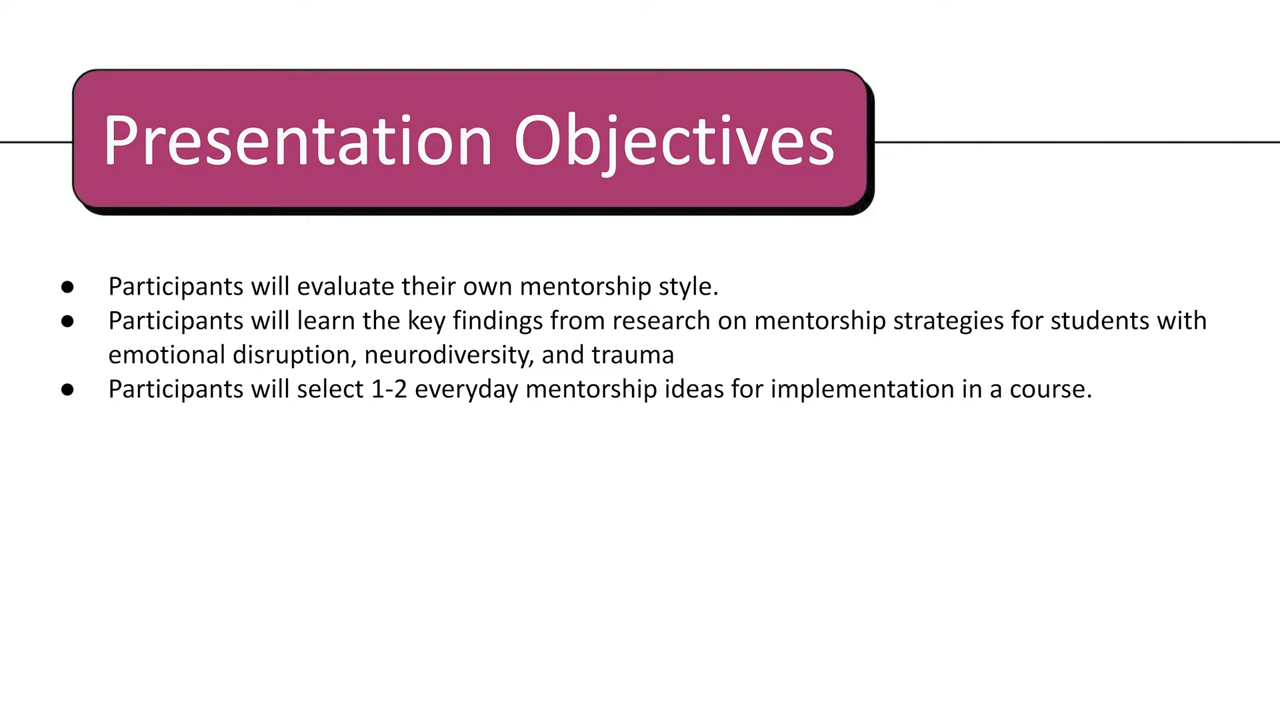 Presentation Objectives
● Participants will evaluate their own mentorship style.
● Participants will learn the key findings from research on mentorship strategies for students with
emotional disruption, neurodiversity, and trauma
● Participants will select 1-2 everyday mentorship ideas for implementation in a course.